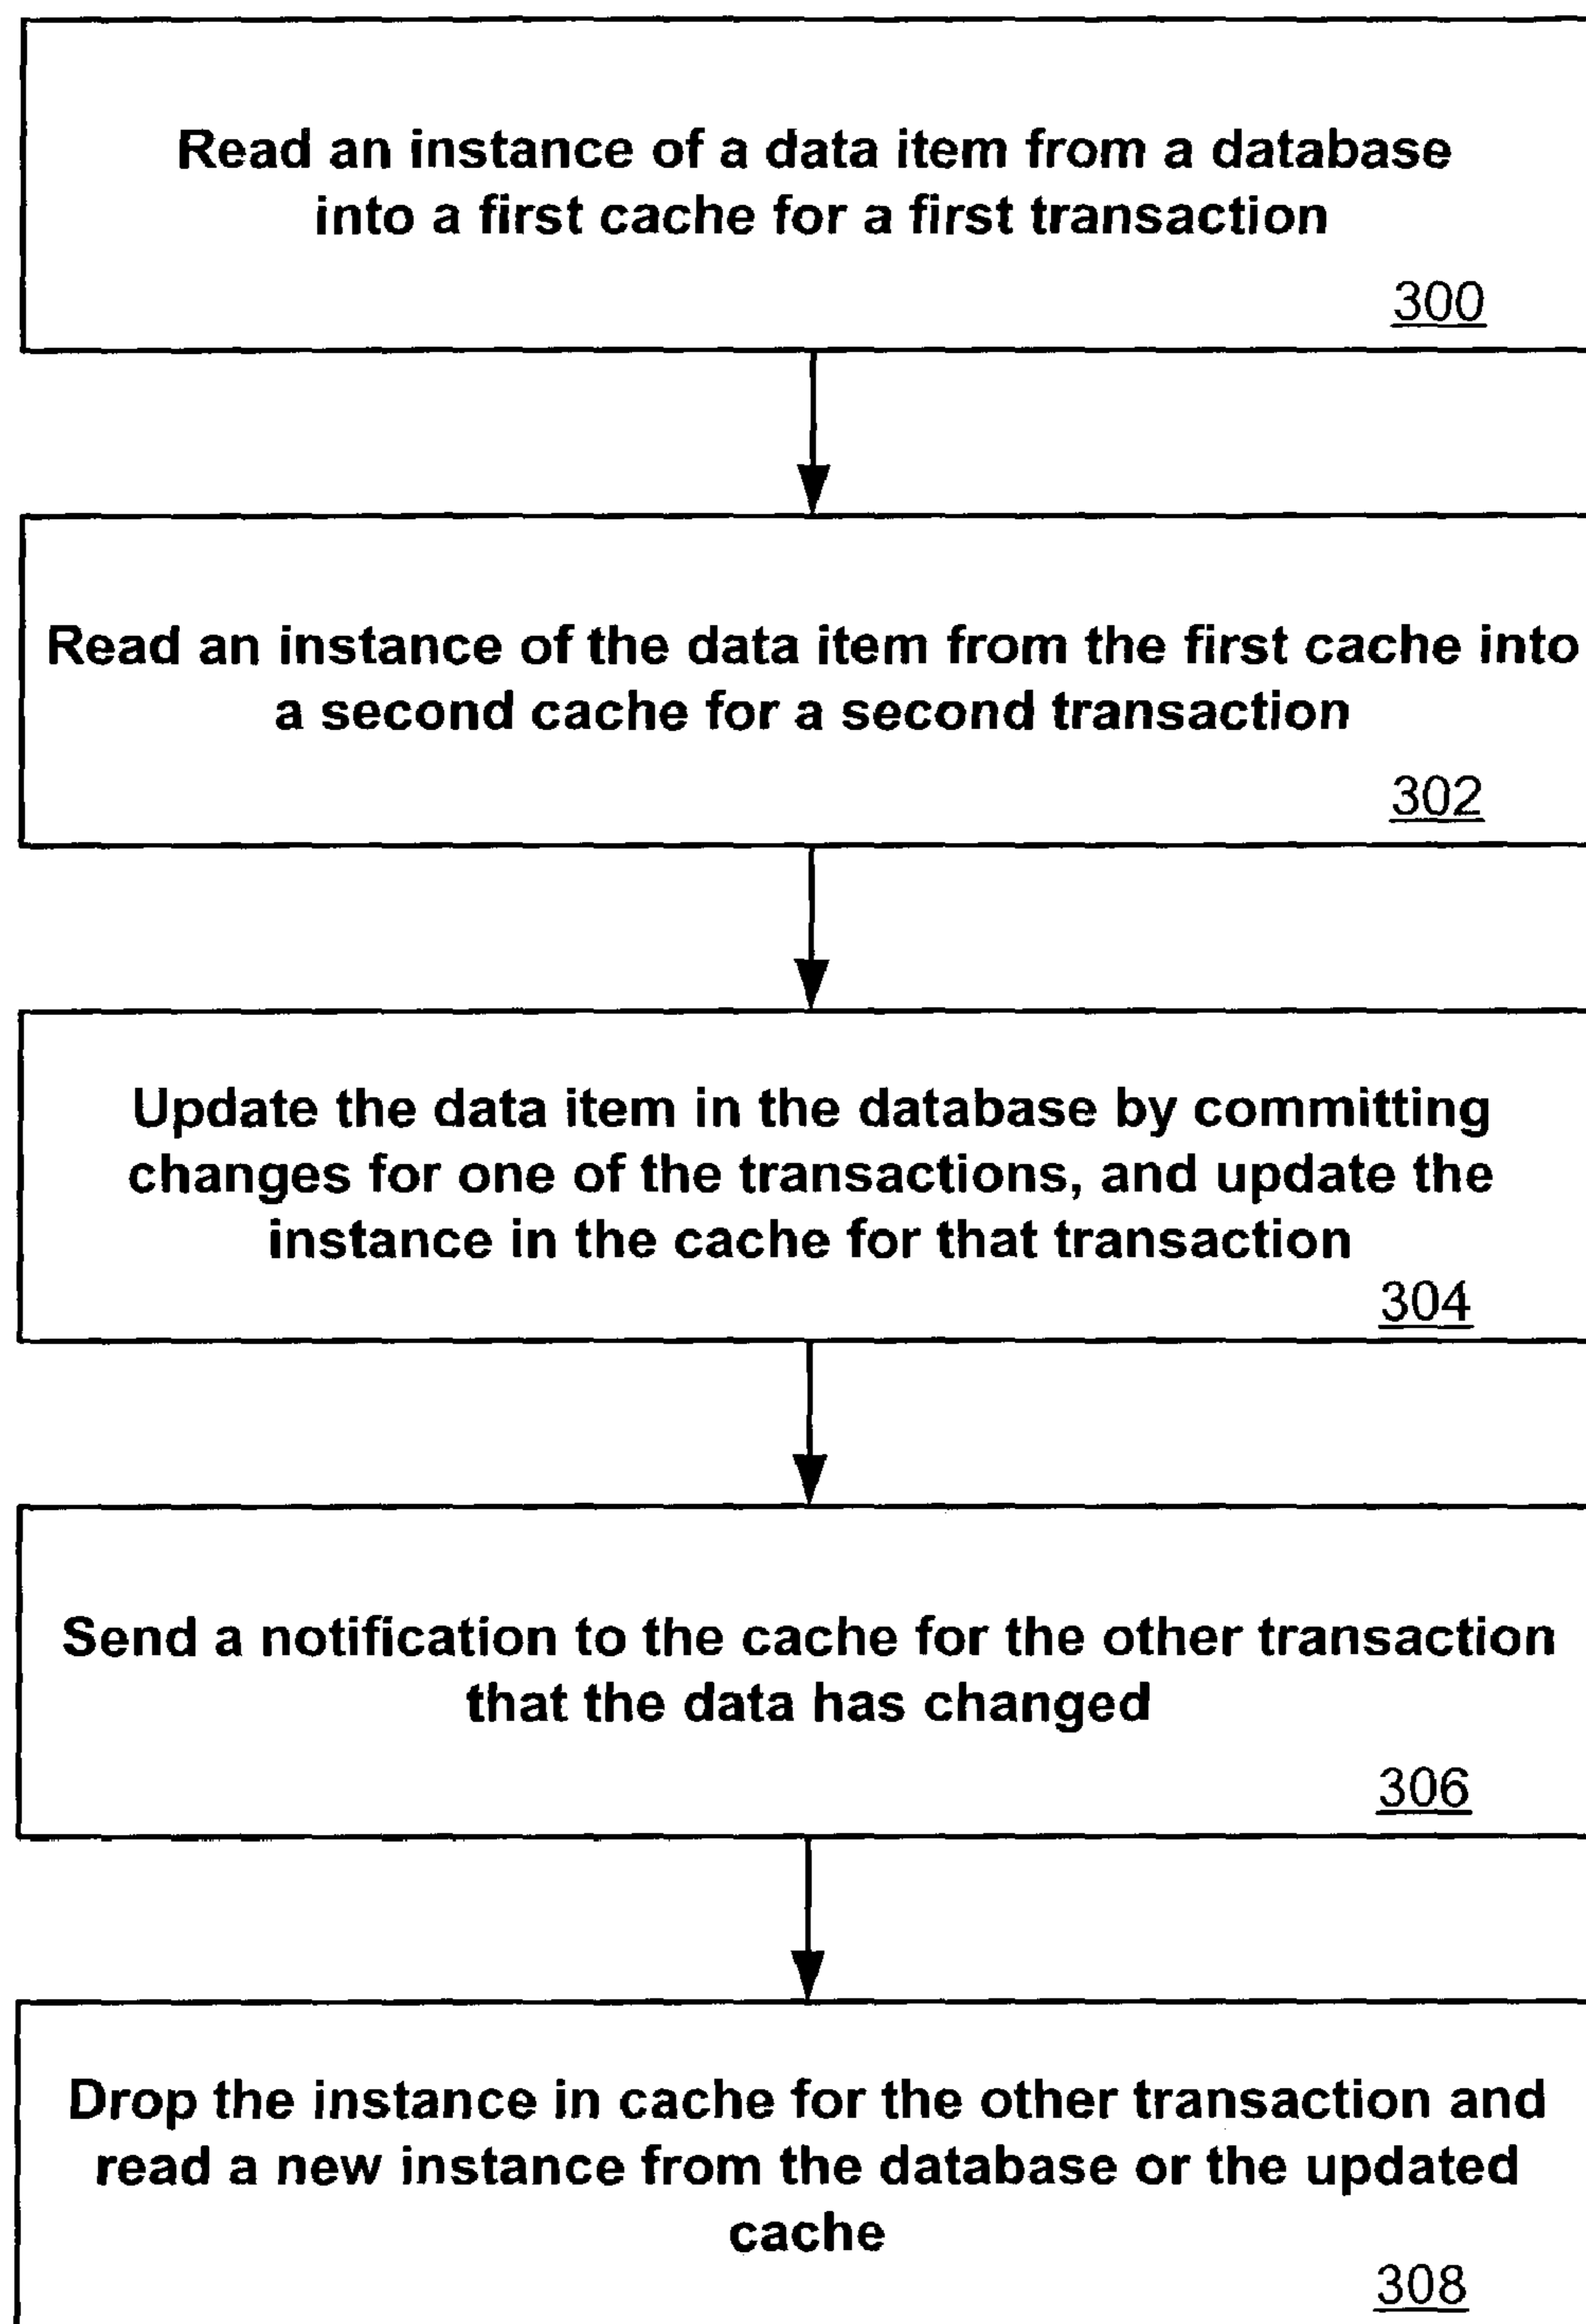 Read an instance of a data item from a database
into a first cache for a first transaction
300
Read an instance of the data item from the first cache into
a second cache for a second transaction
302
Update the data item in the database by committing
changes for one of the transactions, and update the
instance in the cache for that transaction
304
Send a notification to the cache for the other transaction
that the data has changed
306
Drop the instance in cache for the other transaction and
read a new instance from the database or the updated
cache
308